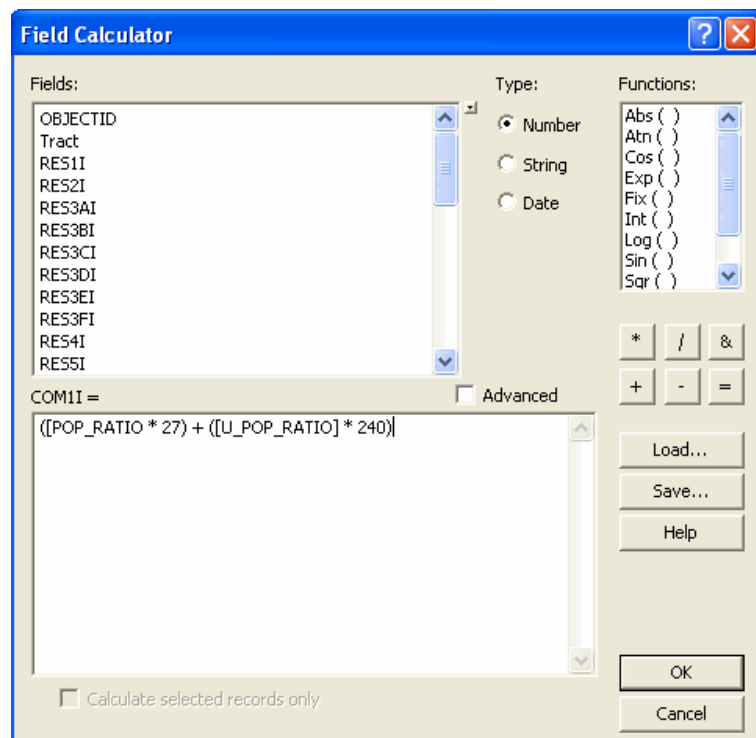 Field Calculator
Fields:
OBJECTID
Tract
RES1I
RES2I
RES3AI
RES3BI
RES3CI
RES3DI
RES3EI
RES3FI
RES4I
RES5I
Type:
Number
String
Date
Functions:
Abs ( )
Atn ( )
Cos ( )
Exp ( )
Fix ( )
Int ( )
Log ( )
Sin ( )
Sqr ( )
* / &
+ - =
COM1I =
Advanced
([POP_RATIO * 27) + ([U_POP_RATIO] * 240)
Load...
Save...
Help
Calculate selected records only
OK
Cancel